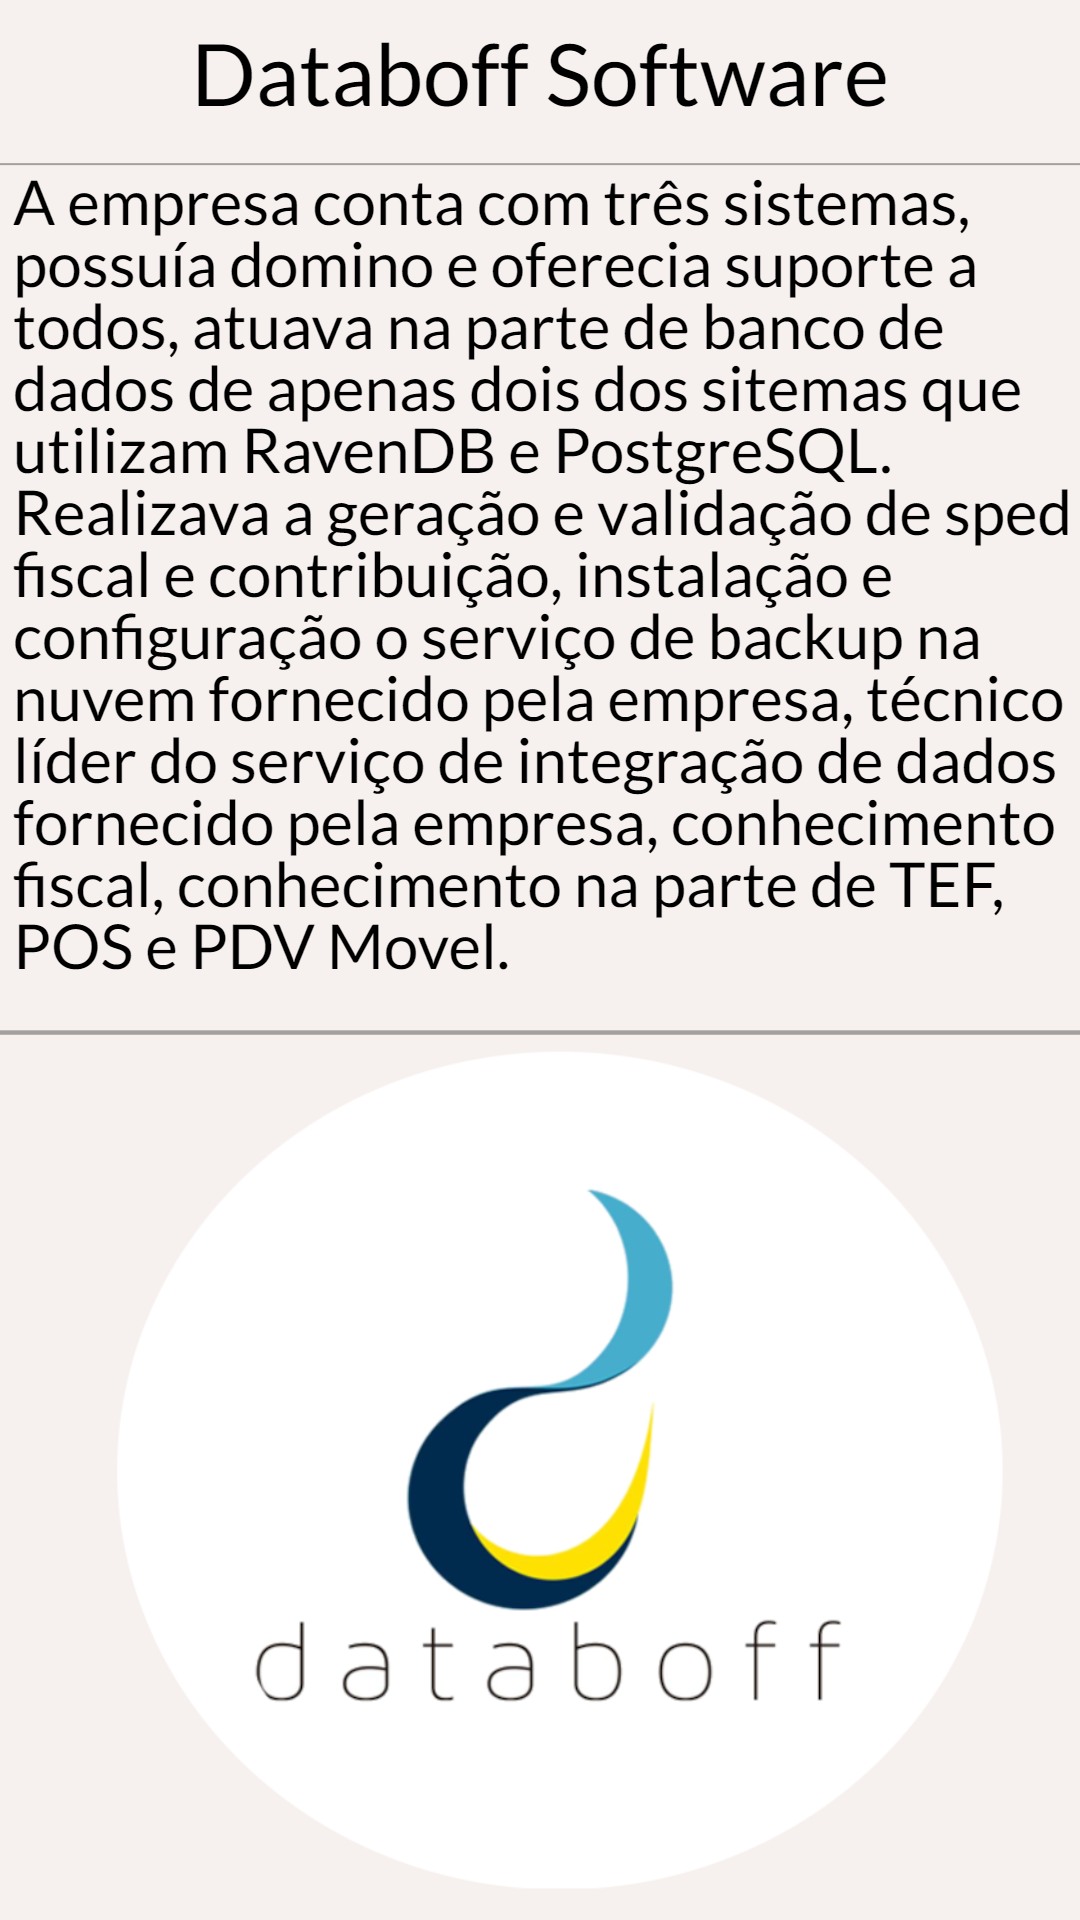 Databoff Software
A empresa conta com três sistemas,
possuía domino e oferecia suporte a
todos, atuava na parte de banco de
dados de apenas dois dos sitemas que
utilizam RavenDB e PostgreSQL.
Realizava a geração e validação de sped
fiscal e contribuição, instalação e
configuração o serviço de backup na
nuvem fornecido pela empresa, técnico
líder do serviço de integração de dados
fornecido pela empresa, conhecimento
fiscal, conhecimento na parte de TEF,
POS e PDV Movel.
databoff